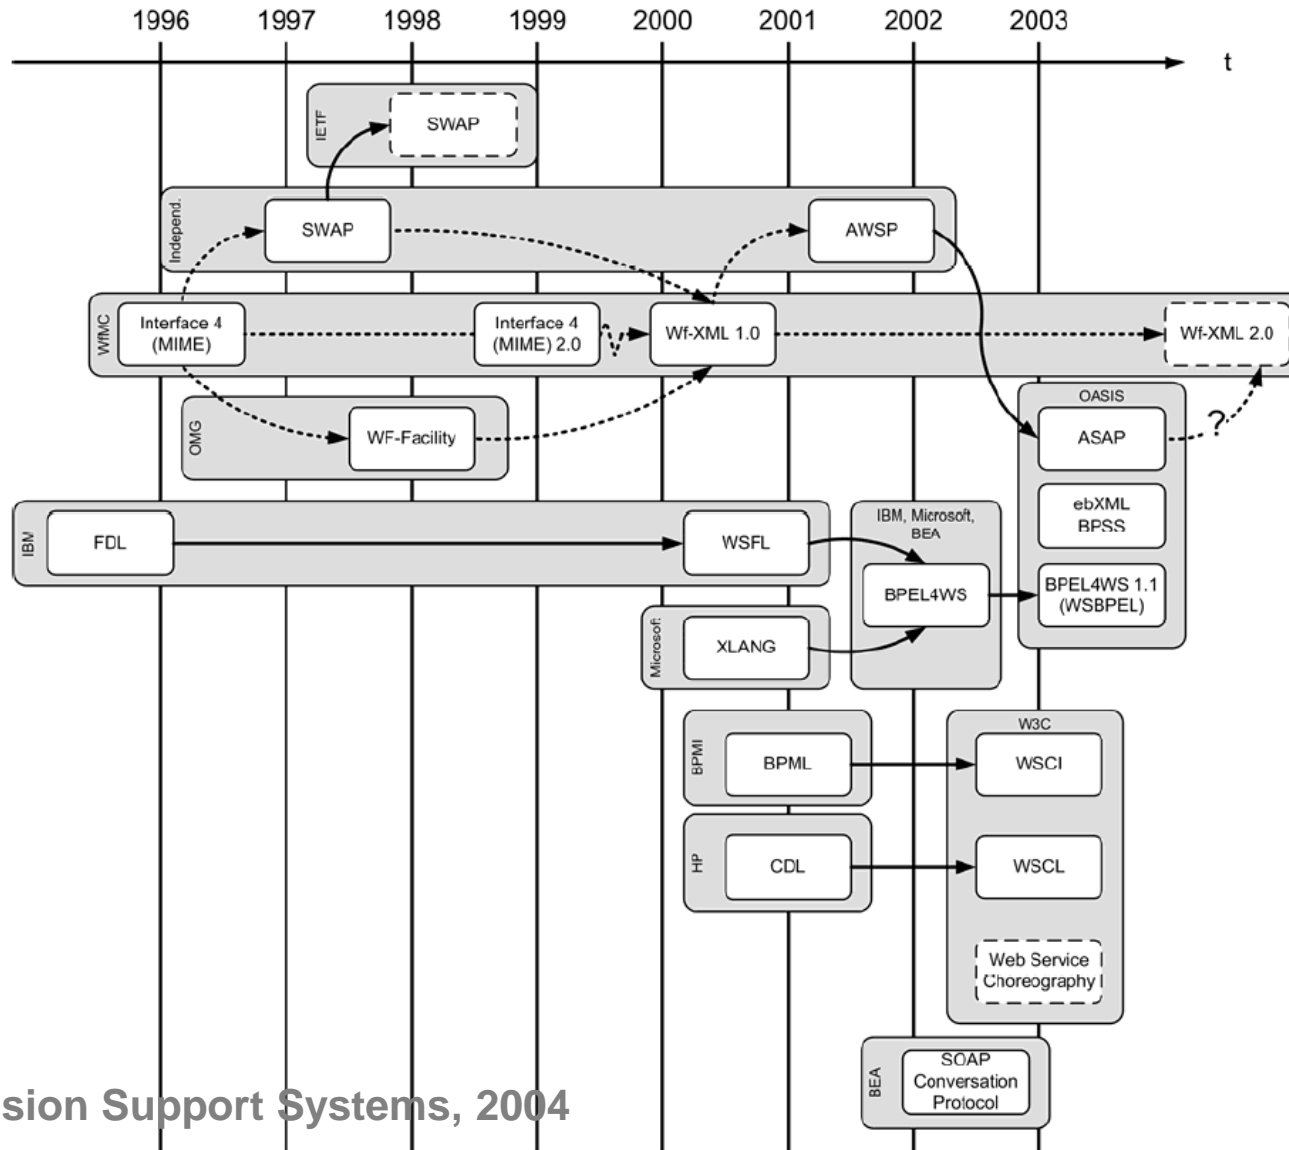 1996 1997 1998 1999 2000 2001 2002 2003
t
IETF
SWAP
Independ.
SWAP
AWSP
WfMC
Interface 4
(MIME)
Interface 4
(MIME) 2.0
Wf-XML 1.0
Wf-XML 2.0
OMG
WF-Facility
OASIS
ASAP
?
ebXML
BPSS
BPEL4WS 1.1
(WSBPEL)
IBM
FDL
WSFL
IBM, Microsoft,
BEA
BPEL4WS
Microsoft
XLANG
BPMI
BPML
W3C
WSCI
HP
CDL
WSCL
Web Service
Choreography
BEA
SOAP
Conversation
Protocol
sion Support Systems, 2004